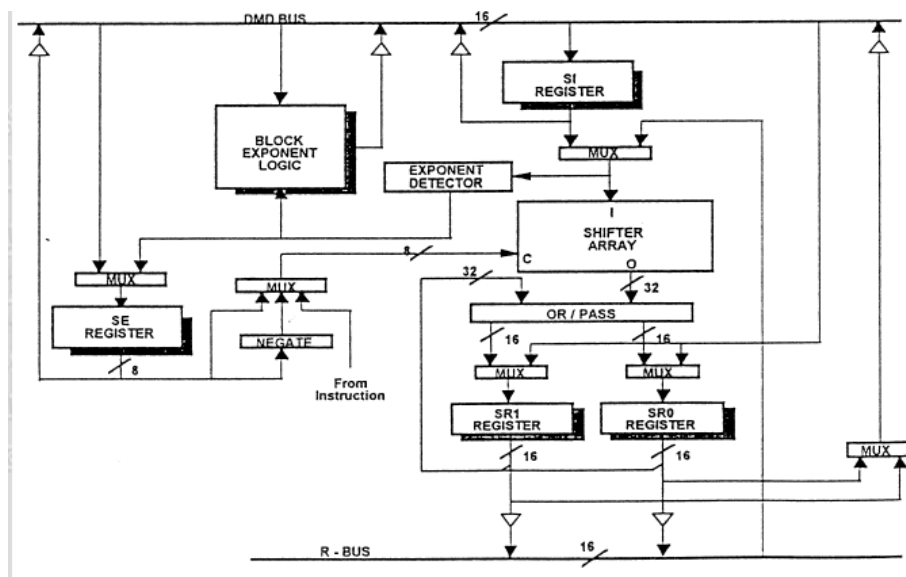 DMD BUS
16
SI
REGISTER
MUX
BLOCK
EXPONENT
LOGIC
EXPONENT
DETECTOR
I
SHIFTER
ARRAY
C
O
8
32
32
MUX
MUX
SE
REGISTER
8
NEGATE
From
Instruction
OR / PASS
16
16
MUX
MUX
SR1
REGISTER
SR0
REGISTER
16
16
MUX
R - BUS
16